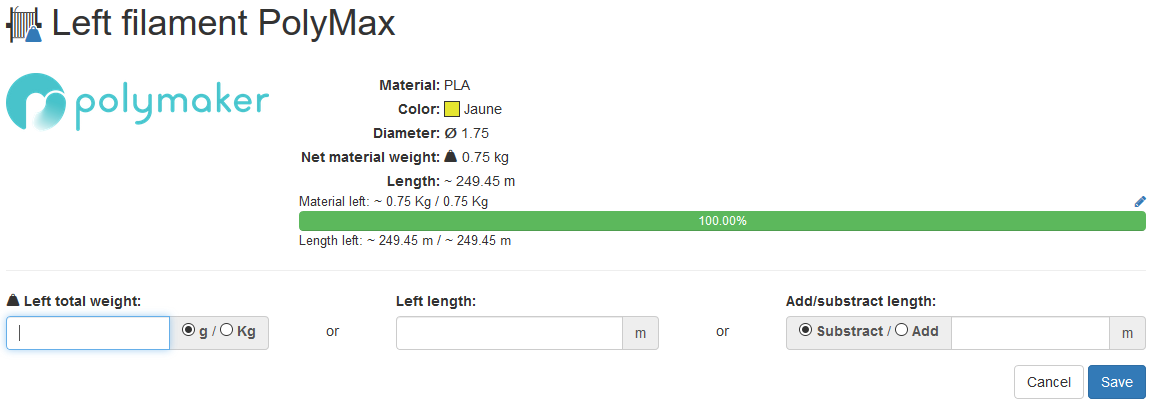 Left filament PolyMax
polymaker
Material: PLA
Color: Jaune
Diameter: Ø 1.75
Net material weight: 0.75 kg
Length: ~ 249.45 m
Material left: ~ 0.75 Kg / 0.75 Kg
100.00%
Length left: ~ 249.45 m / ~ 249.45 m
Left total weight: Left length: Add/substract length:
g / Kg or m or Substract / Add m
Cancel Save